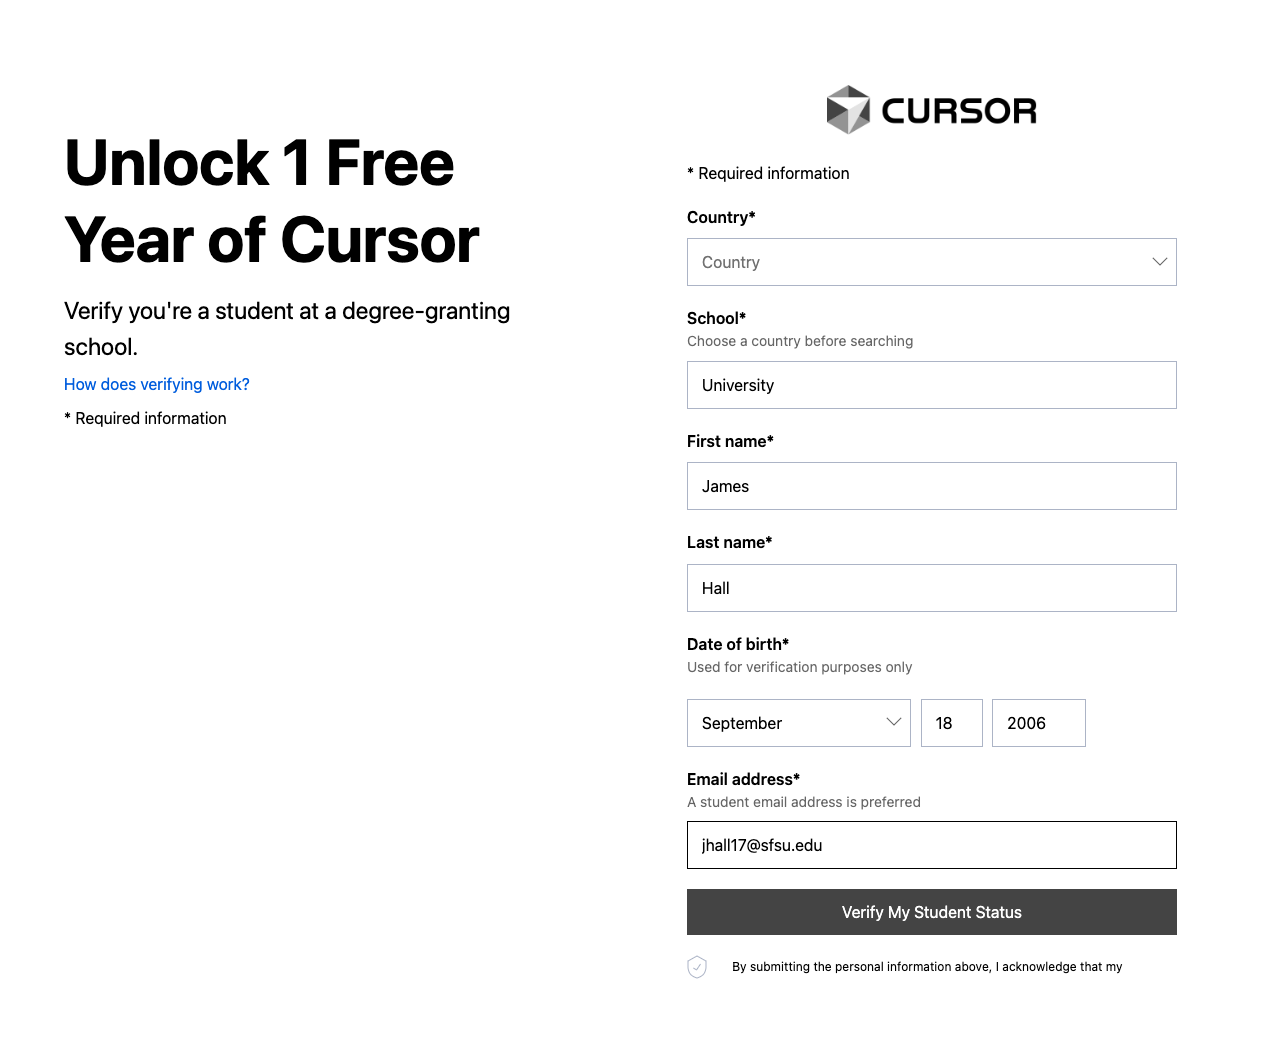 Unlock 1 Free
Year of Cursor
Verify you're a student at a degree-granting
school.
How does verifying work?
* Required information
CURSOR
* Required information
Country*
Country
School*
Choose a country before searching
University
First name*
James
Last name*
Hall
Date of birth*
Used for verification purposes only
September 18 2006
Email address*
A student email address is preferred
jhall17@sfsu.edu
Verify My Student Status
By submitting the personal information above, I acknowledge that my